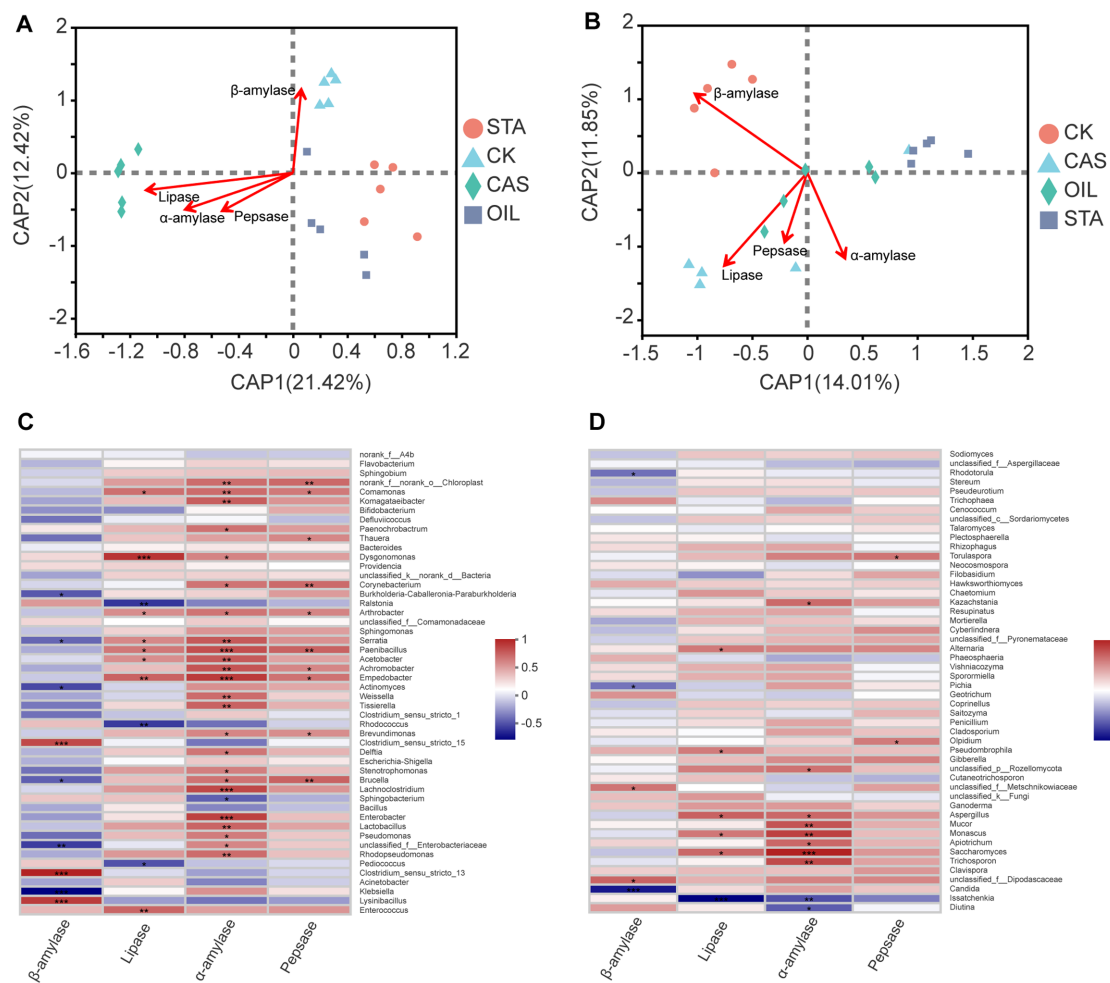 A
2
1
0
-1
-2
CAP2(12.42%)
-1.6
-1.2
-0.8
-0.4
0
0.4
0.8
1.2
CAP1(21.42%)
β-amylase
Lipase
α-amylase
Pepsase
STA
CK
CAS
OIL
B
2
1
0
-1
-2
CAP2(11.85%)
-1.5
-1
-0.5
0
0.5
1
1.5
2
CAP1(14.01%)
β-amylase
Pepsase
Lipase
α-amylase
CK
CAS
OIL
STA
C
norank_f__A4b
Flavobacterium
Sphingobium
norank_f__norank_o__Chloroplast
** **
Comamonas
* ** *
Komagataeibacter
**
Bifidobacterium
Defluviicoccus
Paenochrobactrum
*
Thauera
*
Bacteroides
Dysgonomonas
*** *
Providencia
unclassified_k__norank_d__Bacteria
Corynebacterium
* **
Burkholderia-Caballeronia-Paraburkholderia
*
Ralstonia
**
Arthrobacter
* * *
unclassified_f__Comamonadaceae
Sphingomonas
Serratia
* * **
Paenibacillus
* *** **
Acetobacter
* **
Achromobacter
** *
Empedobacter
** *** *
Actinomyces
*
Weissella
**
Tissierella
**
Clostridium_sensu_stricto_1
Rhodococcus
**
Brevundimonas
* *
Clostridium_sensu_stricto_15
***
Delftia
*
Escherichia-Shigella
Stenotrophomonas
*
Brucella
* * **
Lachnoclostridium
***
Sphingobacterium
*
Bacillus
Enterobacter
***
Lactobacillus
**
Pseudomonas
*
unclassified_f__Enterobacteriaceae
** *
Rhodopseudomonas
**
Pediococcus
*
Clostridium_sensu_stricto_13
***
Acinetobacter
Klebsiella
***
Lysinibacillus
***
Enterococcus
**
β-amylase
Lipase
α-amylase
Pepsase
1
0.5
0
-0.5
D
Sodiomyces
unclassified_f__Aspergillaceae
Rhodotorula
*
Stereum
Pseudeurotium
Trichophaea
Cenococcum
unclassified_c__Sordariomycetes
Talaromyces
Plectosphaerella
Rhizophagus
Torulaspora
*
Neocosmospora
Filobasidium
Hawksworthiomyces
Chaetomium
Kazachstania
*
Resupinatus
Mortierella
Cyberlindnera
unclassified_f__Pyronemataceae
Alternaria
*
Phaeosphaeria
Vishniacozyma
Sporormiella
Pichia
*
Geotrichum
Coprinellus
Saitozyma
Penicillium
Cladosporium
Olpidium
*
Pseudombrophila
*
Gibberella
unclassified_p__Rozellomycota
*
Cutaneotrichosporon
unclassified_f__Metschnikowiaceae
*
unclassified_k__Fungi
Ganoderma
Aspergillus
* *
Mucor
**
Monascus
* **
Apiotrichum
*
Saccharomyces
* ***
Trichosporon
**
Clavispora
unclassified_f__Dipodascaceae
*
Candida
***
Issatchenkia
*** **
Diutina
*
β-amylase
Lipase
α-amylase
Pepsase